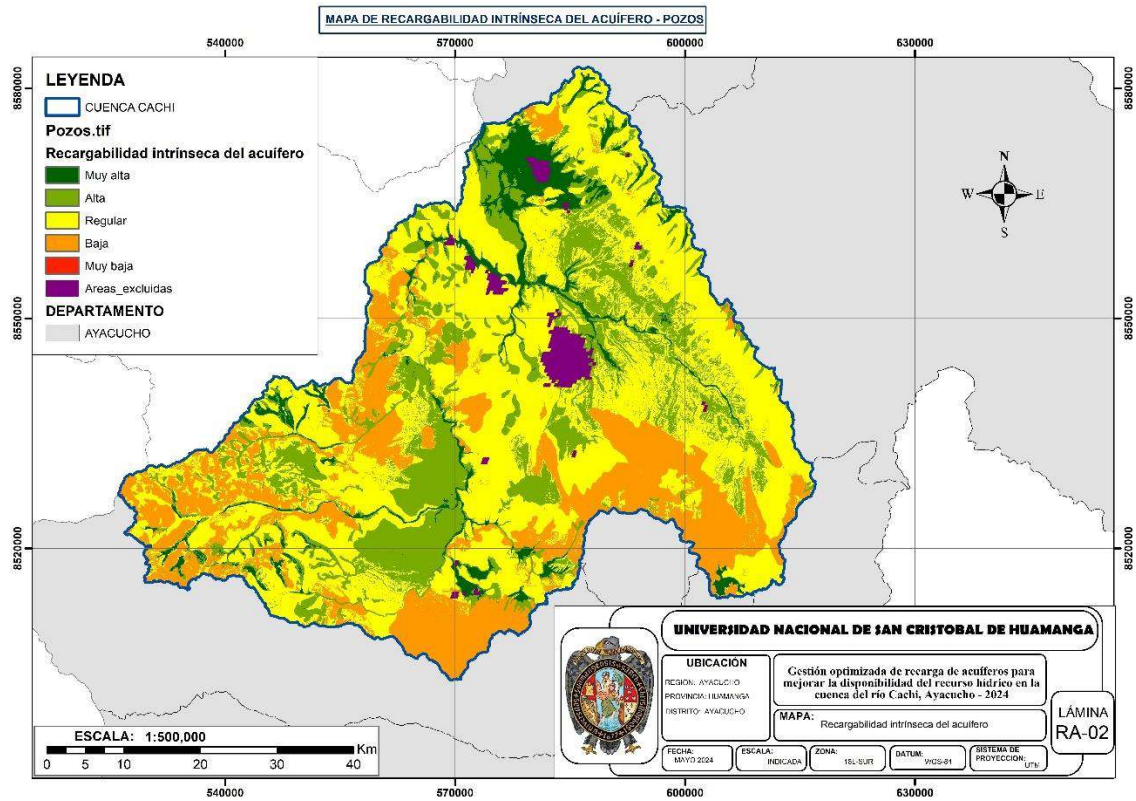 MAPA DE RECARGABILIDAD INTRÍNSECA DEL ACUÍFERO - POZOS
540000
570000
600000
630000
8580000
8580000
8550000
8550000
8520000
8520000
LEYENDA
CUENCA CACHI
Pozos.tif
Recargabilidad intrínseca del acuífero
Muy alta
Alta
Regular
Baja
Muy baja
Areas_excluidas
DEPARTAMENTO
AYACUCHO
N
W
E
S
UNIVERSIDAD NACIONAL DE SAN CRISTOBAL DE HUAMANGA
UBICACIÓN
REGION: AYACUCHO
PROVINCIA: HUAMANGA
DISTRITO: AYACUCHO
Gestión optimizada de recarga de acuíferos para
mejorar la disponibilidad del recurso hídrico en la
cuenca del río Cachi, Ayacucho - 2024
MAPA: Recargabilidad intrínseca del acuífero
LÁMINA
RA-02
FECHA:
MAYO 2024
ESCALA:
INDICADA
ZONA:
18L-SUR
DATUM:
WGS-84
SISTEMA DE
PROYECCION:
UTM
ESCALA: 1:500,000
Km
0 5 10 20 30 40
540000
570000
600000
630000